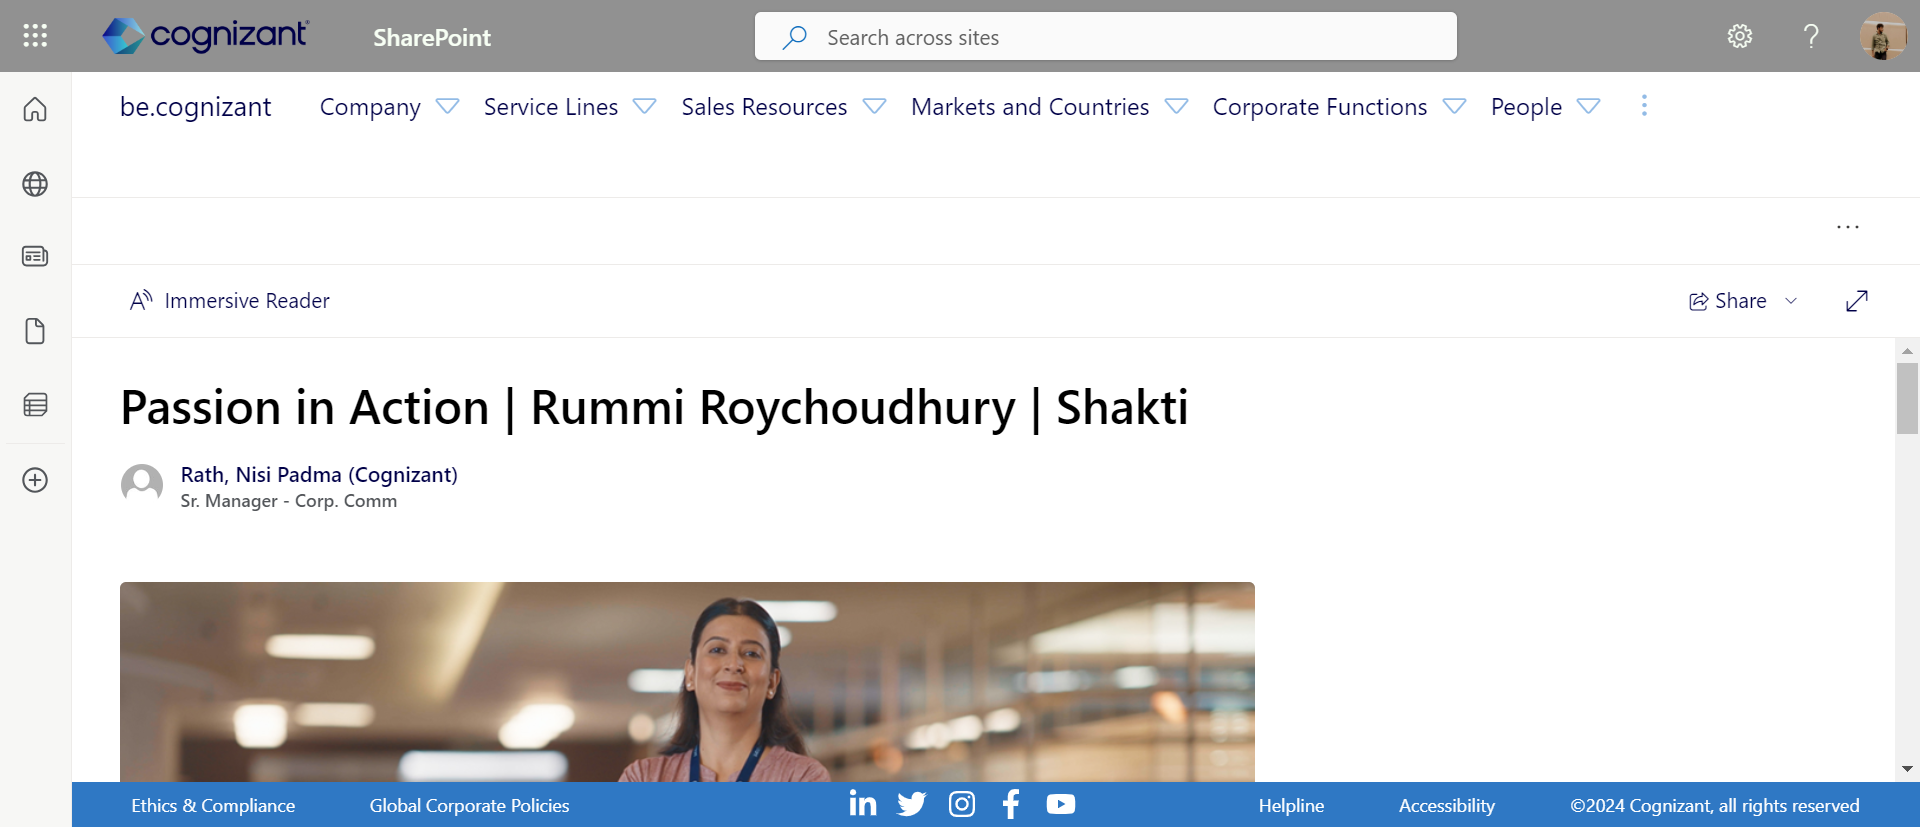 cognizant
SharePoint
Search across sites
be.cognizant
Company
Service Lines
Sales Resources
Markets and Countries
Corporate Functions
People
Immersive Reader
Share
Passion in Action | Rummi Roychoudhury | Shakti
Rath, Nisi Padma (Cognizant)
Sr. Manager - Corp. Comm
Ethics & Compliance
Global Corporate Policies
Helpline
Accessibility
©2024 Cognizant, all rights reserved